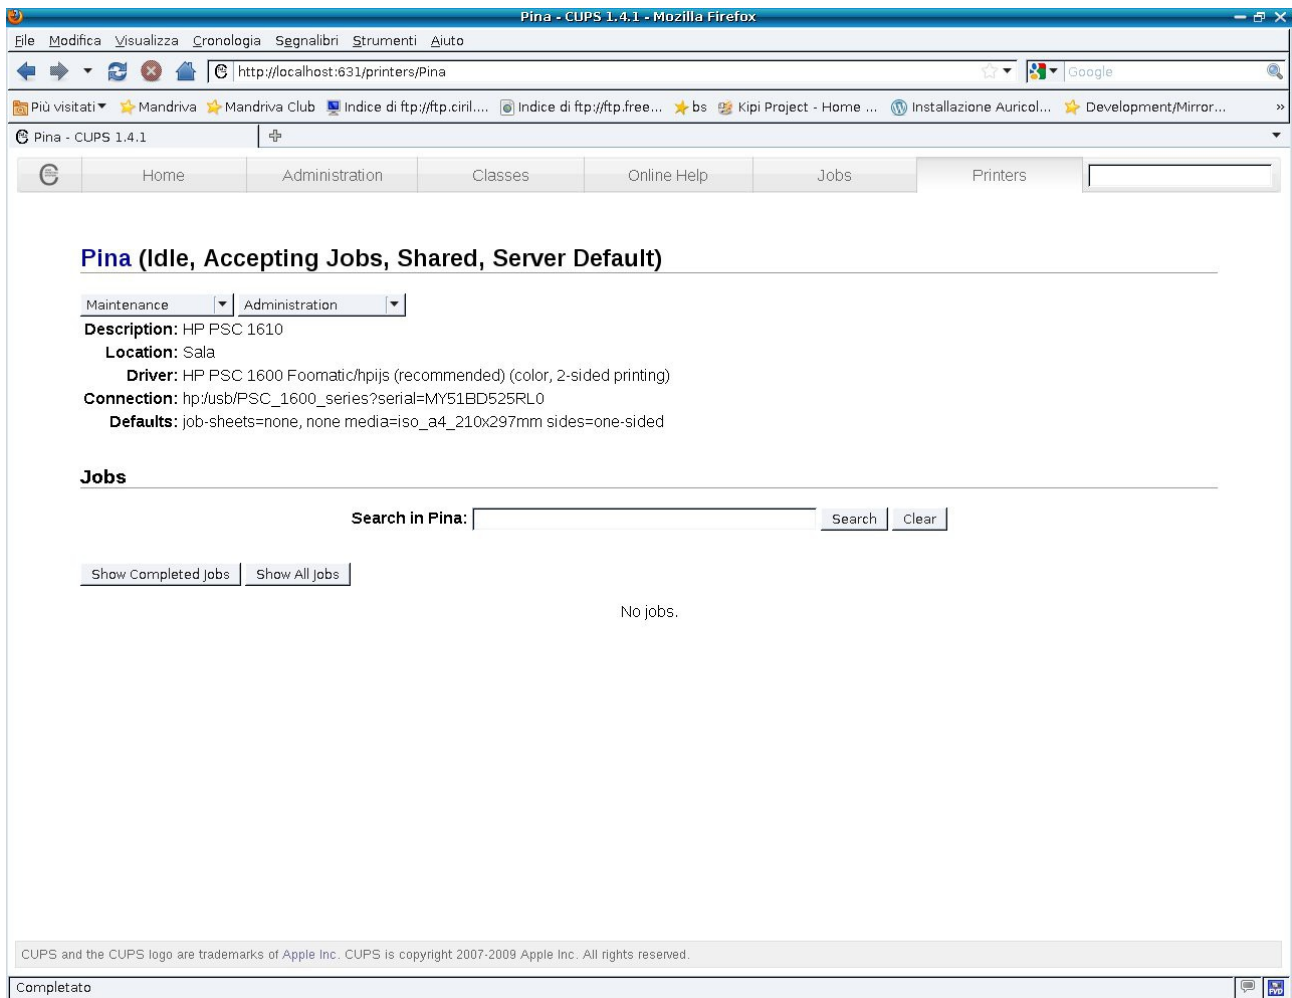 Pina - CUPS 1.4.1 - Mozilla Firefox
File Modifica Visualizza Cronologia Segnalibri Strumenti Aiuto
http://localhost:631/printers/Pina Google
Più visitati Mandriva Mandriva Club Indice di ftp://ftp.ciril.... Indice di ftp://ftp.free... bs Kipi Project - Home ... Installazione Auricol... Development/Mirror... »
Pina - CUPS 1.4.1
Home Administration Classes Online Help Jobs Printers
Pina (Idle, Accepting Jobs, Shared, Server Default)
Maintenance Administration
Description: HP PSC 1610
Location: Sala
Driver: HP PSC 1600 Foomatic/hpijs (recommended) (color, 2-sided printing)
Connection: hp:/usb/PSC_1600_series?serial=MY51BD525RL0
Defaults: job-sheets=none, none media=iso_a4_210x297mm sides=one-sided
Jobs
Search in Pina: Search Clear
Show Completed Jobs Show All Jobs
No jobs.
CUPS and the CUPS logo are trademarks of Apple Inc. CUPS is copyright 2007-2009 Apple Inc. All rights reserved.
Completato